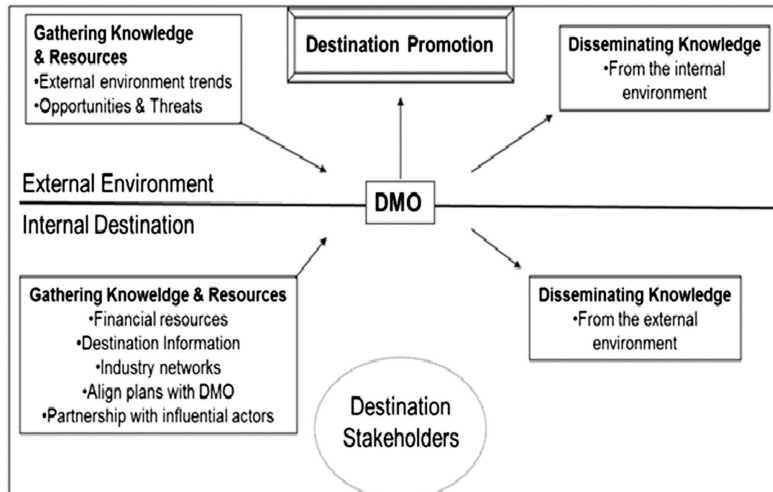 Gathering Knowledge
& Resources
•External environment trends
•Opportunities & Threats
Destination Promotion
Disseminating Knowledge
•From the internal
environment
External Environment
DMO
Internal Destination
Gathering Knoweldge & Resources
•Financial resources
•Destination Information
•Industry networks
•Align plans with DMO
•Partnership with influential actors
Destination
Stakeholders
Disseminating Knowledge
•From the external
environment